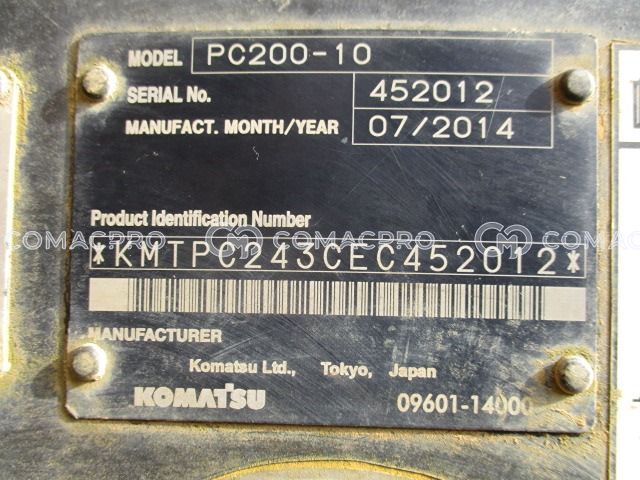 MODEL PC200-10
SERIAL No. 452012
MANUFACT. MONTH/YEAR 07/2014
Product Identification Number
COMACPRO COMACPRO COMACPRO
*KMTPC243CEC452012*
MANUFACTURER
Komatsu Ltd., Tokyo, Japan
KOMATSU 09601-14000